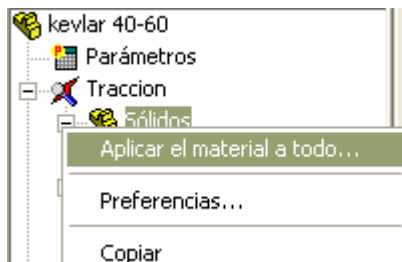 kevlar 40-60
Parámetros
Traccion
Sólidos
Aplicar el material a todo...
Preferencias...
Copiar